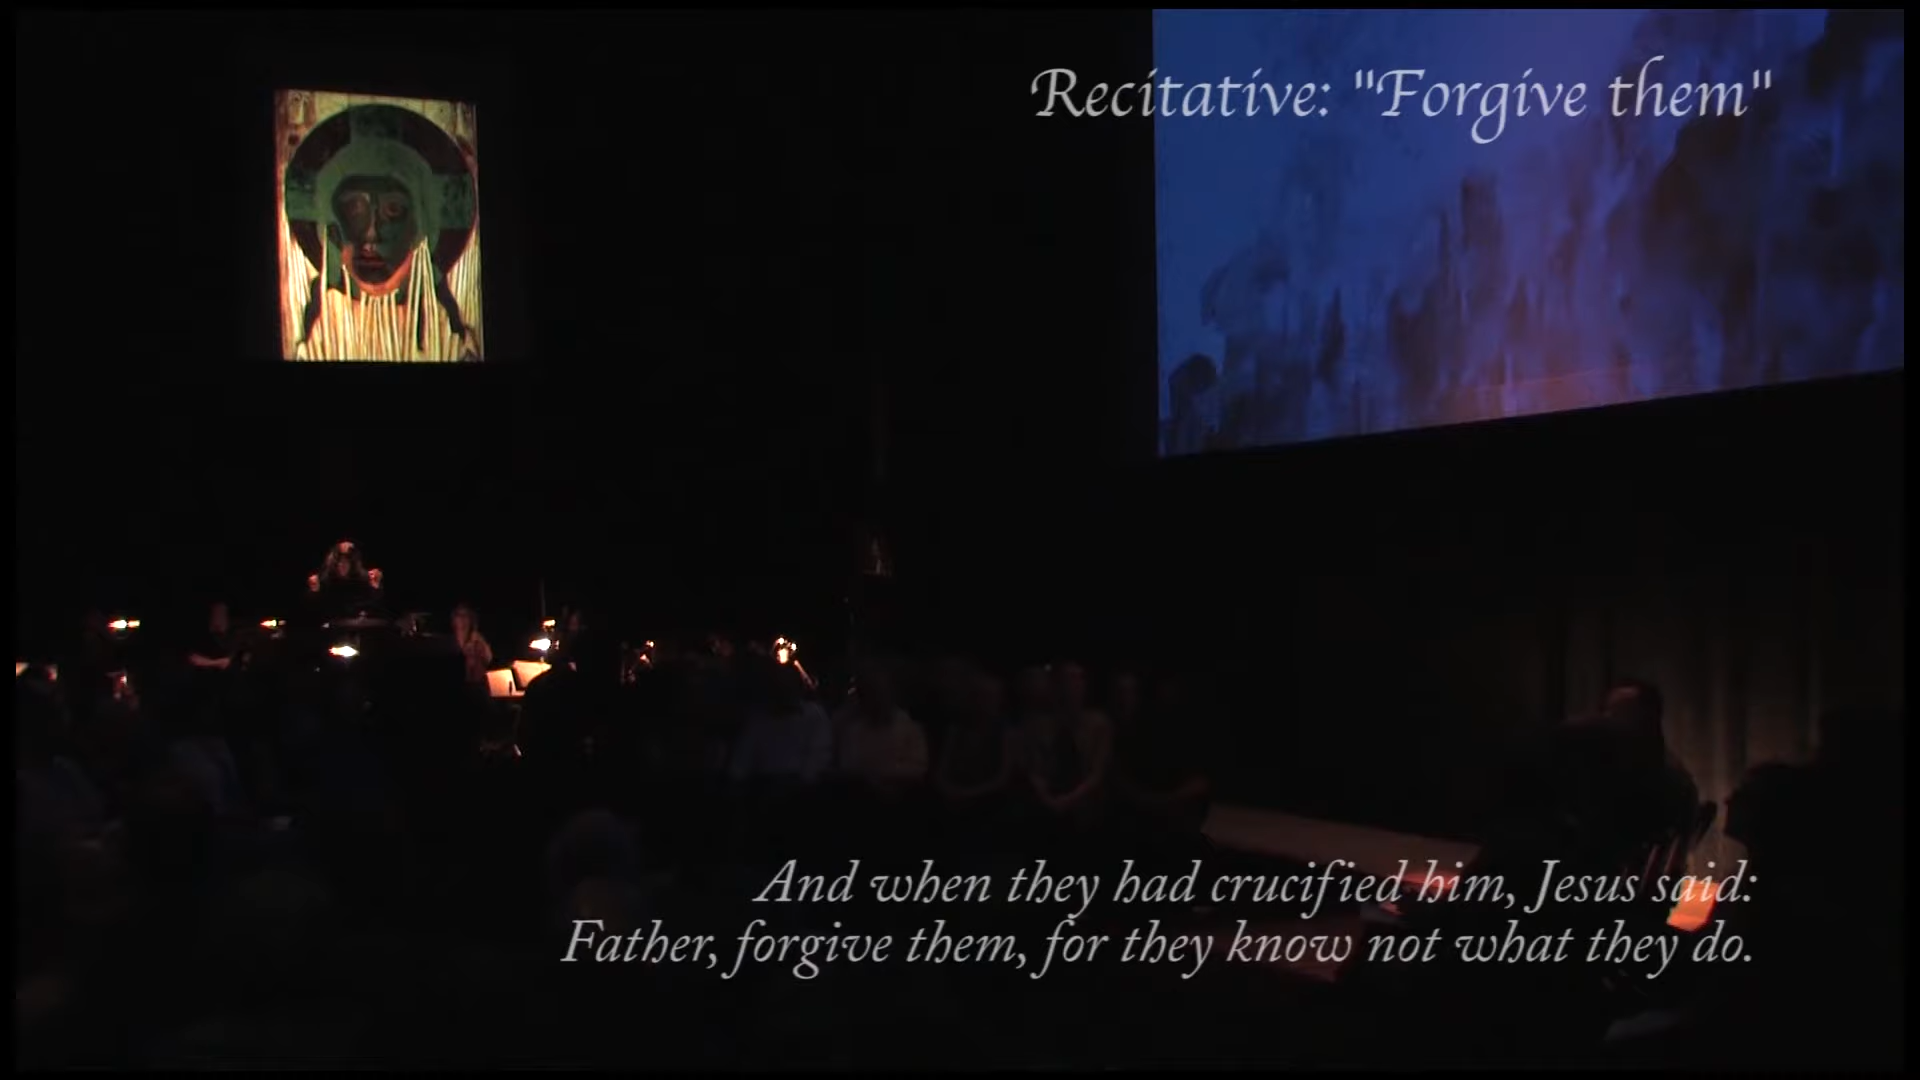 Recitative: "Forgive them"
And when they had crucified him, Jesus said:
Father, forgive them, for they know not what they do.